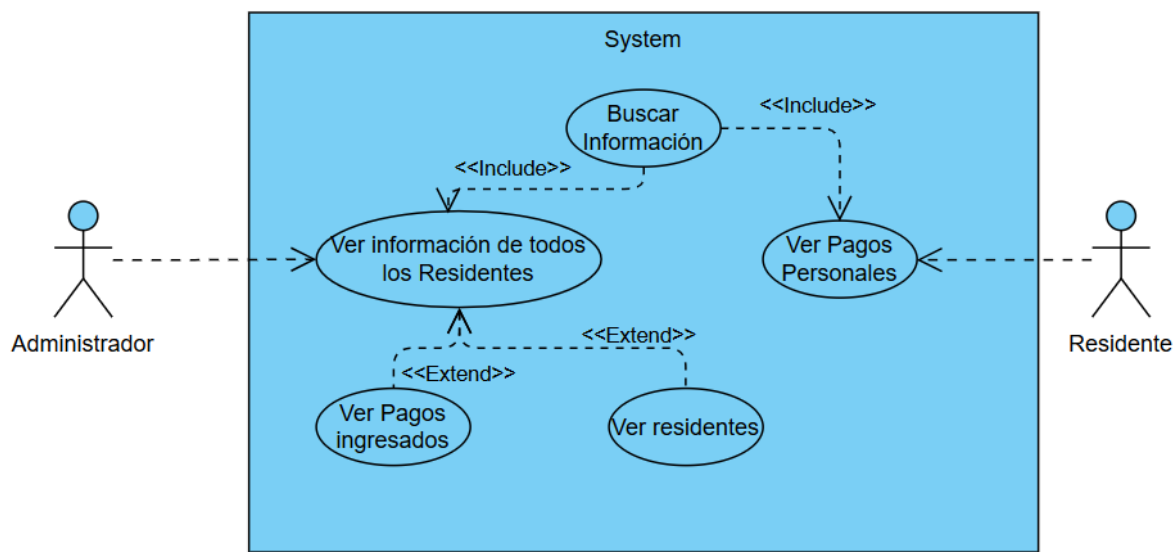 System
Buscar
Información
<<Include>>
<<Include>>
Ver información de todos
los Residentes
Ver Pagos
Personales
Administrador
Residente
<<Extend>>
<<Extend>>
Ver Pagos
ingresados
Ver residentes